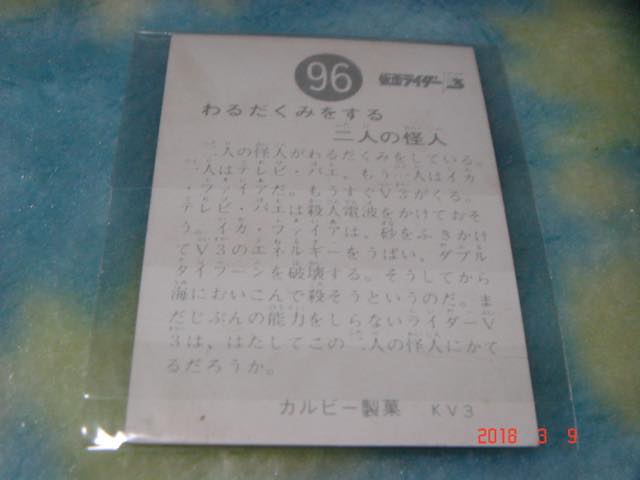 96
仮面ライダー V3
わるだくみをする
二人の怪人
二人の怪人がわるだくみをしている。
一人はテレビ・バエ、もう一人はイカ
・ファイアだ。もうすぐV3がくる。
テレビ・バエは殺人電波をかけておそ
う。イカ・ファイアは、砂をふきかけ
てV3のエネルギーをうばい、ダブル
タイフーンを破壊する。そうしてから
海においこんで殺そうというのだ。ま
だじぶんの能力をしらないライダーV
3は、はたしてこの二人の怪人にかて
るだろうか。
カルビー製菓 KV3
2018 3 9